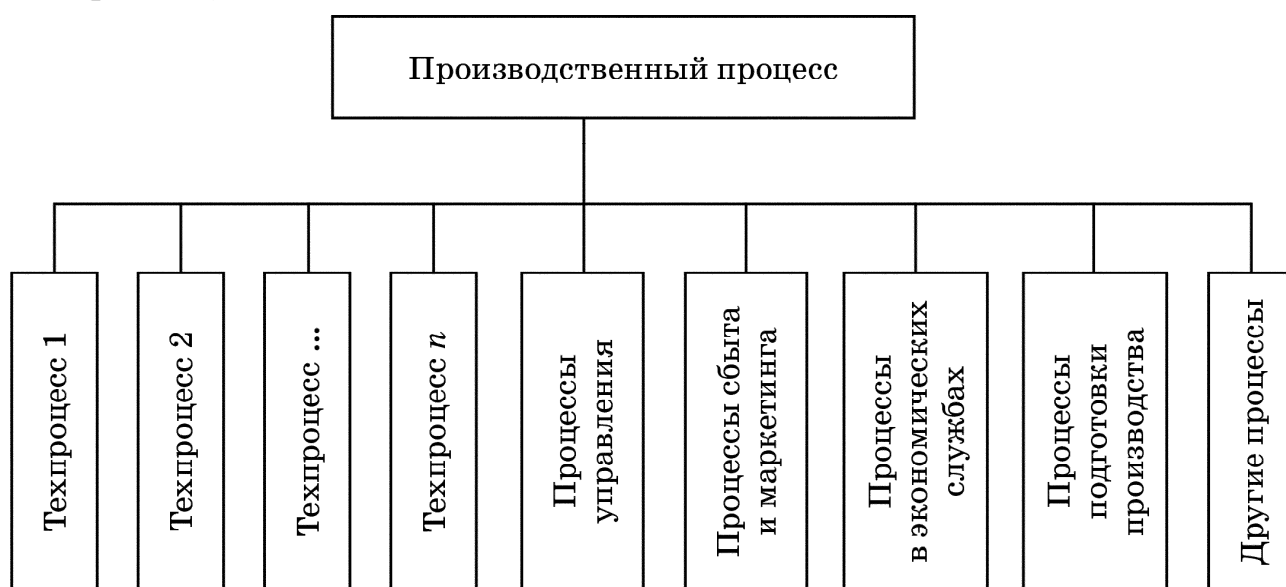 Производственный процесс
Техпроцесс 1
Техпроцесс 2
Техпроцесс ...
Техпроцесс n
Процессы
управления
Процессы сбыта
и маркетинга
Процессы
в экономических
службах
Процессы
подготовки
производства
Другие процессы